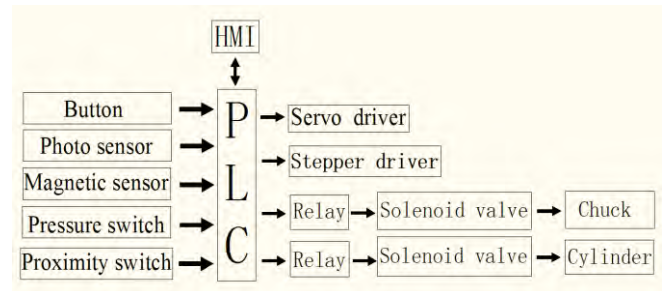 HMI
Button
Photo sensor
Magnetic sensor
Pressure switch
Proximity switch
P
L
C
Servo driver
Stepper driver
Relay Solenoid valve Chuck
Relay Solenoid valve Cylinder